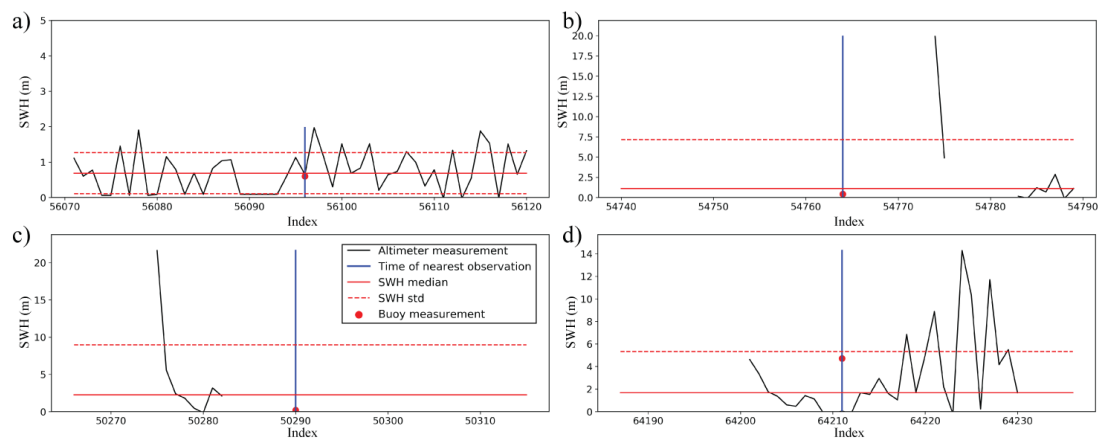 a)
SWH (m)
5
4
3
2
1
0
56070 56080 56090 56100 56110 56120
Index
b)
SWH (m)
20.0
17.5
15.0
12.5
10.0
7.5
5.0
2.5
0.0
54740 54750 54760 54770 54780 54790
Index
c)
SWH (m)
20
15
10
5
0
50270 50280 50290 50300 50310
Index
Altimeter measurement
Time of nearest observation
SWH median
SWH std
Buoy measurement
d)
SWH (m)
14
12
10
8
6
4
2
0
64190 64200 64210 64220 64230
Index